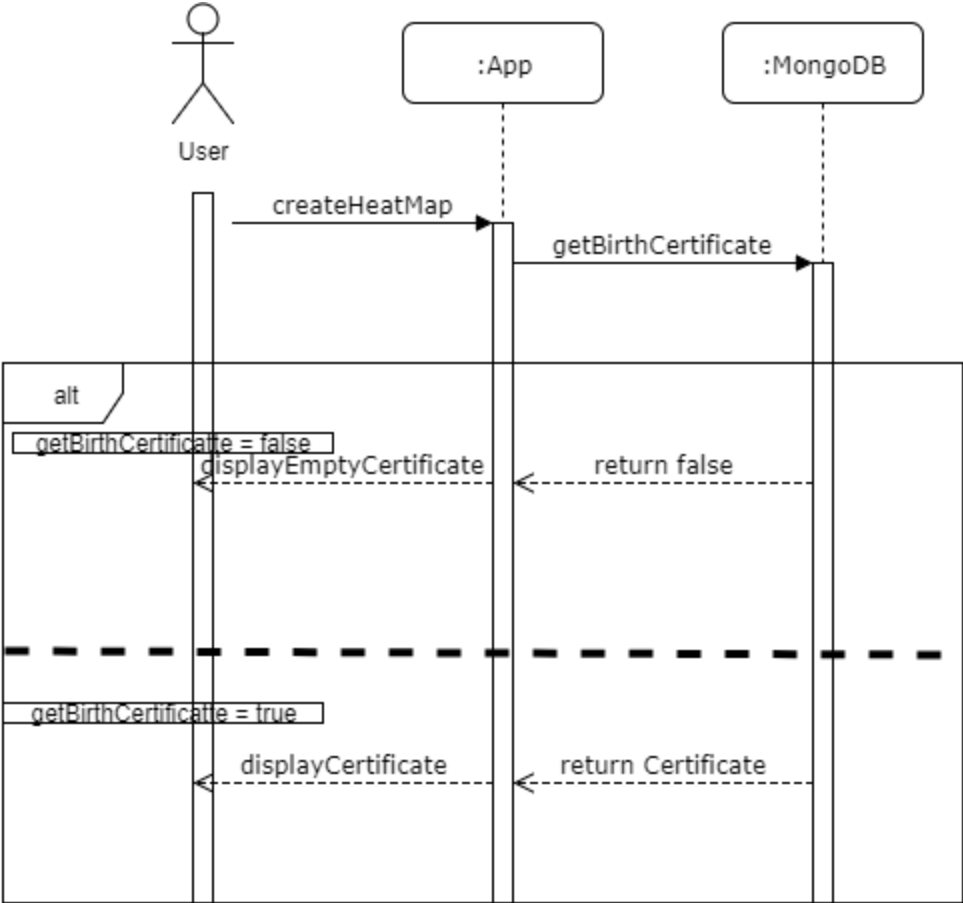 :App
:MongoDB
User
createHeatMap
getBirthCertificate
alt
getBirthCertificatte = false
displayEmptyCertificate
return false
getBirthCertificatte = true
displayCertificate
return Certificate